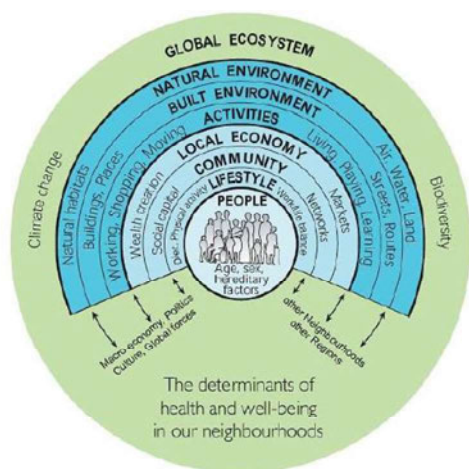 GLOBAL ECOSYSTEM
NATURAL ENVIRONMENT
BUILT ENVIRONMENT
ACTIVITIES
LOCAL ECONOMY
COMMUNITY
LIFESTYLE
PEOPLE
Age, sex,
hereditary
factors
Climate change
Natural habitats
Buildings, Places
Working, Shopping, Moving
Wealth creation
Social capital
Diet, Physical activity
Work/life balance
Networks
Markets
Living, Playing, Learning
Streets, Routes
Air, Water, Land
Biodiversity
Macro-economy, Politics
Culture, Global forces
other Neighbourhoods
other Regions
The determinants of
health and well-being
in our neighbourhoods